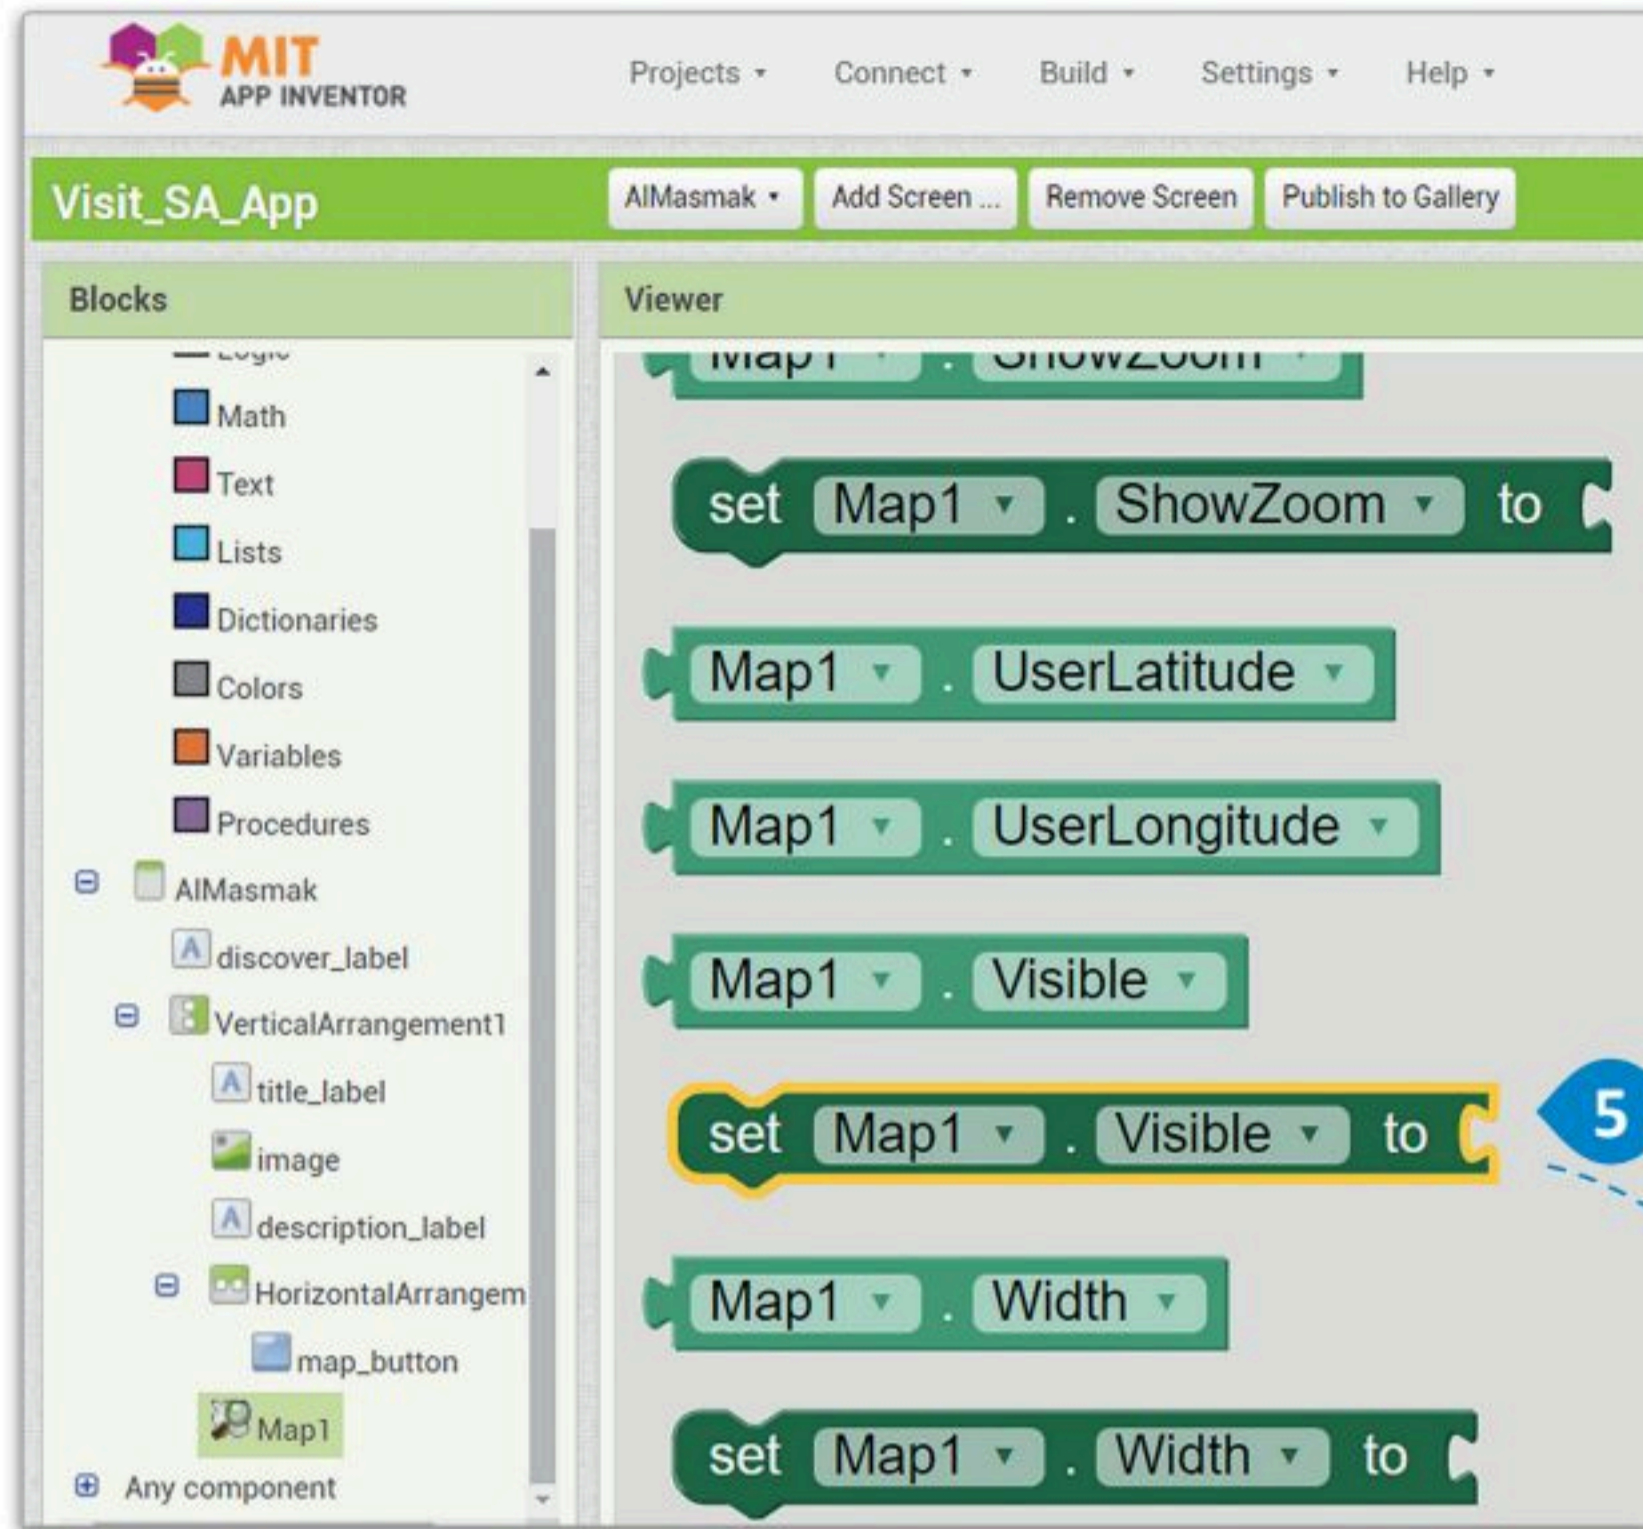 MIT
APP INVENTOR
Projects Connect Build Settings Help
Visit_SA_App
AlMasmak Add Screen ... Remove Screen Publish to Gallery
Blocks
Logic
Math
Text
Lists
Dictionaries
Colors
Variables
Procedures
AlMasmak
discover_label
VerticalArrangement1
title_label
image
description_label
HorizontalArrangem
map_button
Map1
Any component
Viewer
Map1 . ShowZoom
set Map1 . ShowZoom to
Map1 . UserLatitude
Map1 . UserLongitude
Map1 . Visible
set Map1 . Visible to
5
Map1 . Width
set Map1 . Width to